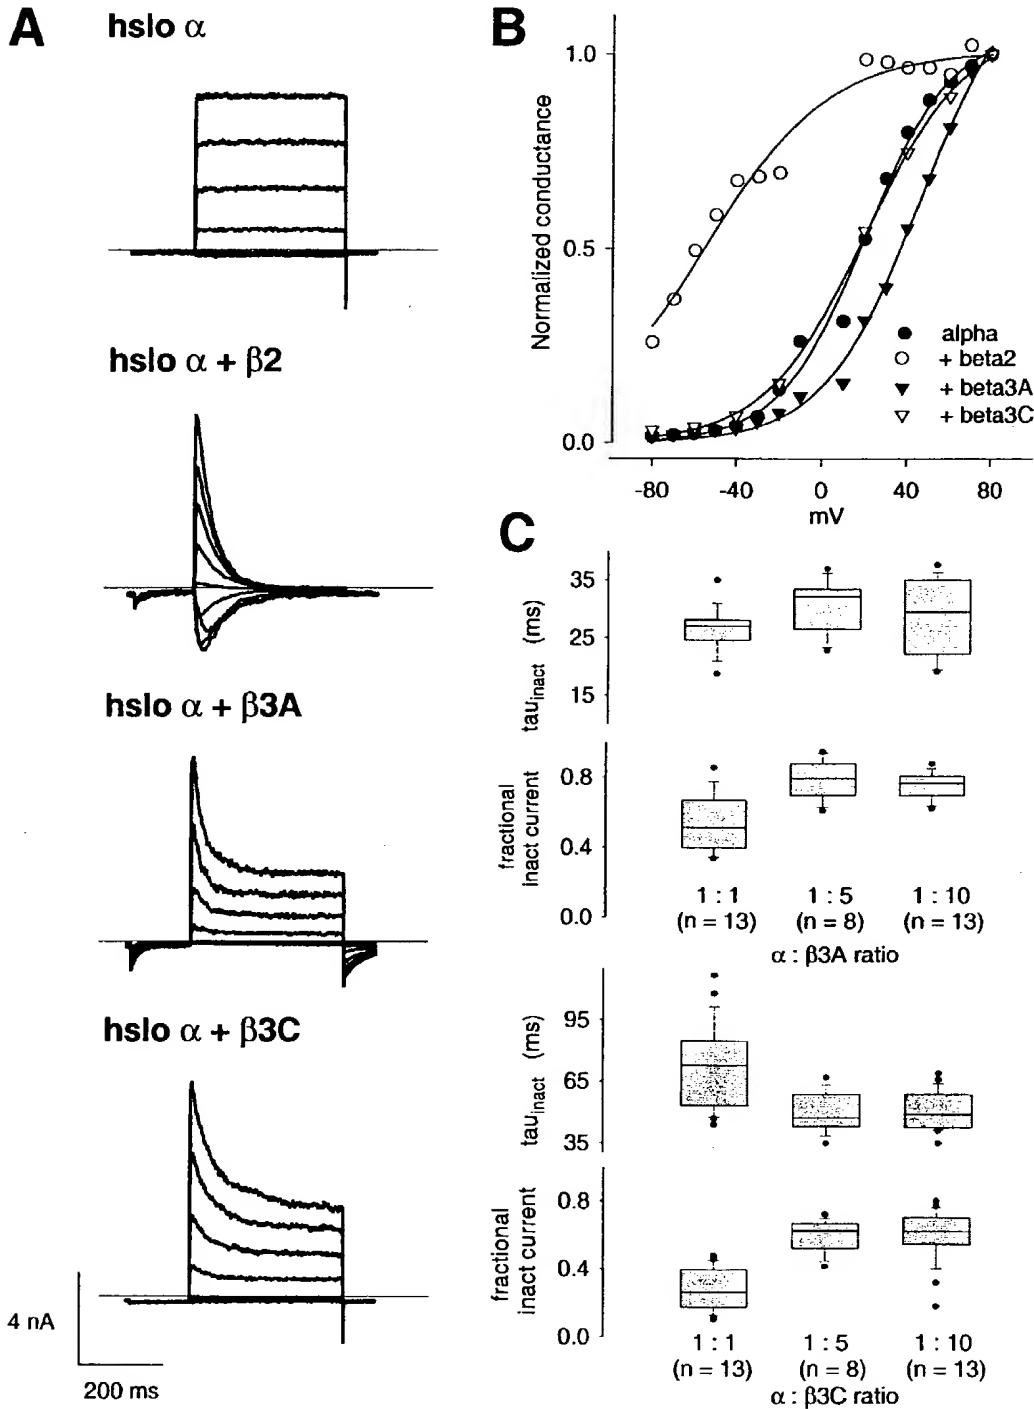 A
hslo α
hslo α + β2
hslo α + β3A
hslo α + β3C
4 nA
200 ms
B
Normalized conductance
1.0
0.5
0.0
alpha
+ beta2
+ beta3A
+ beta3C
-80 -40 0 40 80
mV
C
tau inact (ms)
35
25
15
fractional
inact current
0.8
0.4
0.0
1 : 1 1 : 5 1 : 10
(n = 13) (n = 8) (n = 13)
α : β3A ratio
tau inact (ms)
95
65
35
fractional
inact current
0.8
0.4
0.0
1 : 1 1 : 5 1 : 10
(n = 13) (n = 8) (n = 13)
α : β3C ratio